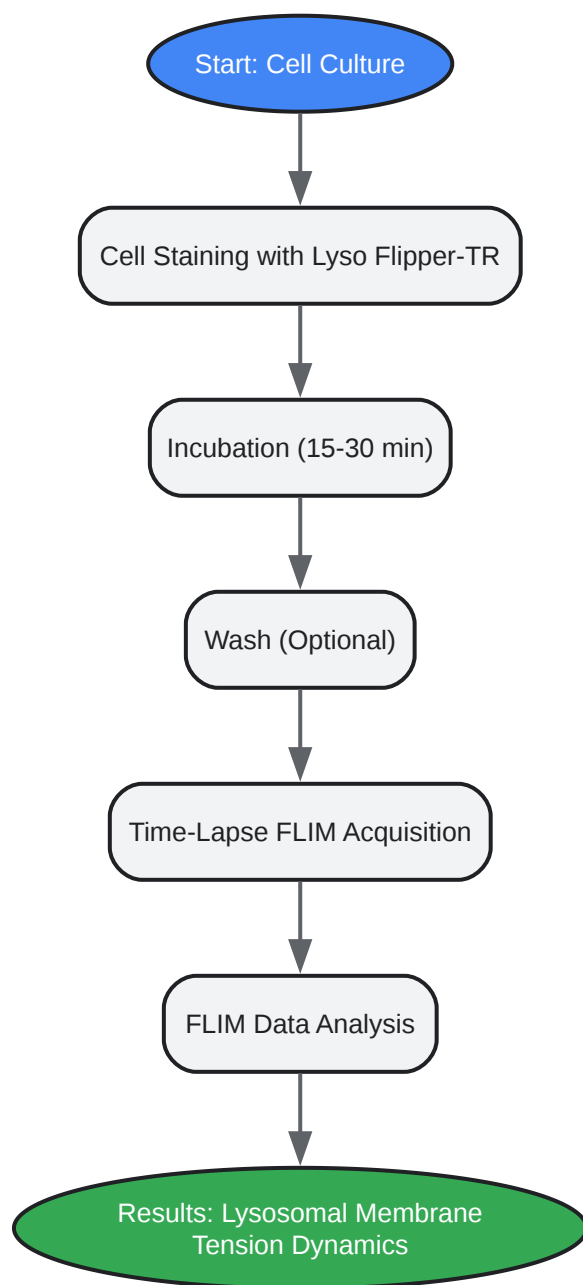 Start: Cell Culture
Cell Staining with Lyso Flipper-TR
Incubation (15-30 min)
Wash (Optional)
Time-Lapse FLIM Acquisition
FLIM Data Analysis
Results: Lysosomal Membrane
Tension Dynamics